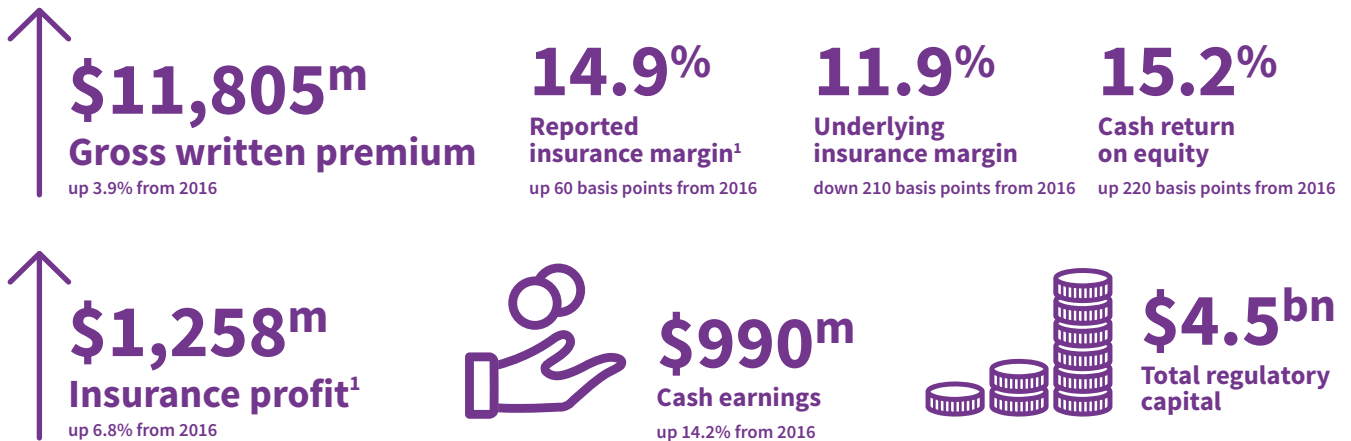 $11,805m
Gross written premium
up 3.9% from 2016
14.9%
Reported
insurance margin1
up 60 basis points from 2016
11.9%
Underlying
insurance margin
down 210 basis points from 2016
15.2%
Cash return
on equity
up 220 basis points from 2016
$1,258m
Insurance profit1
up 6.8% from 2016
$990m
Cash earnings
up 14.2% from 2016
$4.5bn
Total regulatory
capital